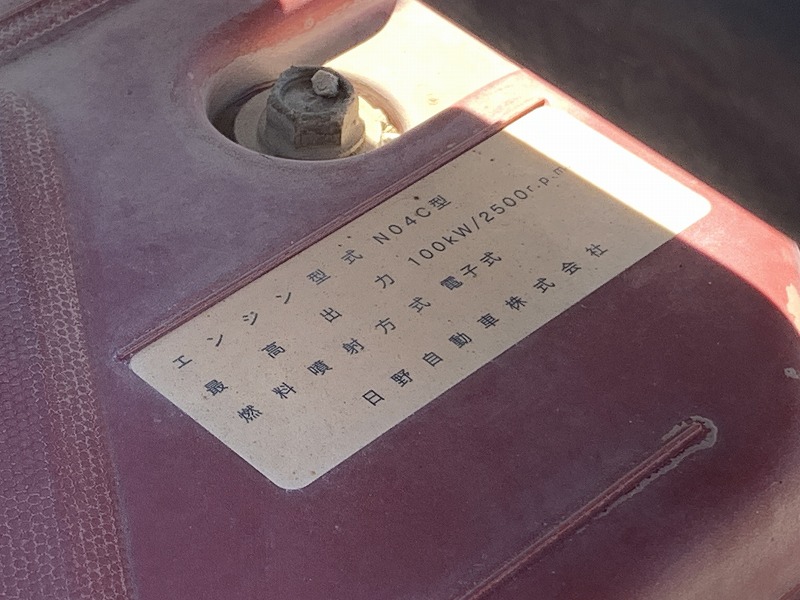 エンジン型式 N04C型
最高出力 100kW/2500r.p.m
燃料噴射方式 電子式
日野自動車株式会社